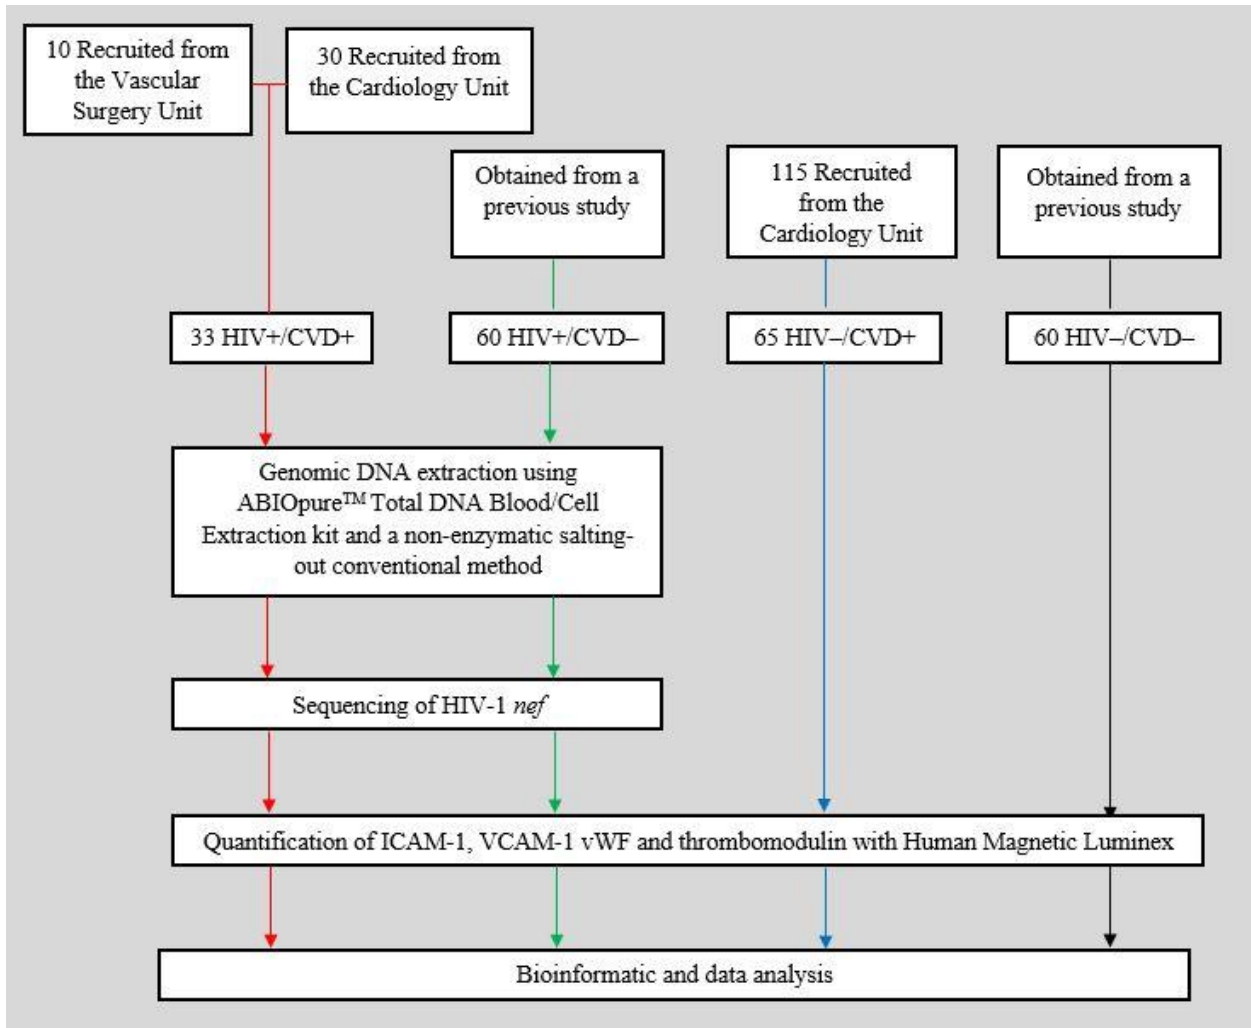 10 Recruited from
the Vascular
Surgery Unit
30 Recruited from
the Cardiology Unit
Obtained from a
previous study
115 Recruited
from the
Cardiology Unit
Obtained from a
previous study
33 HIV+/CVD+
60 HIV+/CVD–
65 HIV–/CVD+
60 HIV–/CVD–
Genomic DNA extraction using
ABIOpure™ Total DNA Blood/Cell
Extraction kit and a non-enzymatic salting-
out conventional method
Sequencing of HIV-1 nef
Quantification of ICAM-1, VCAM-1 vWF and thrombomodulin with Human Magnetic Luminex
Bioinformatic and data analysis